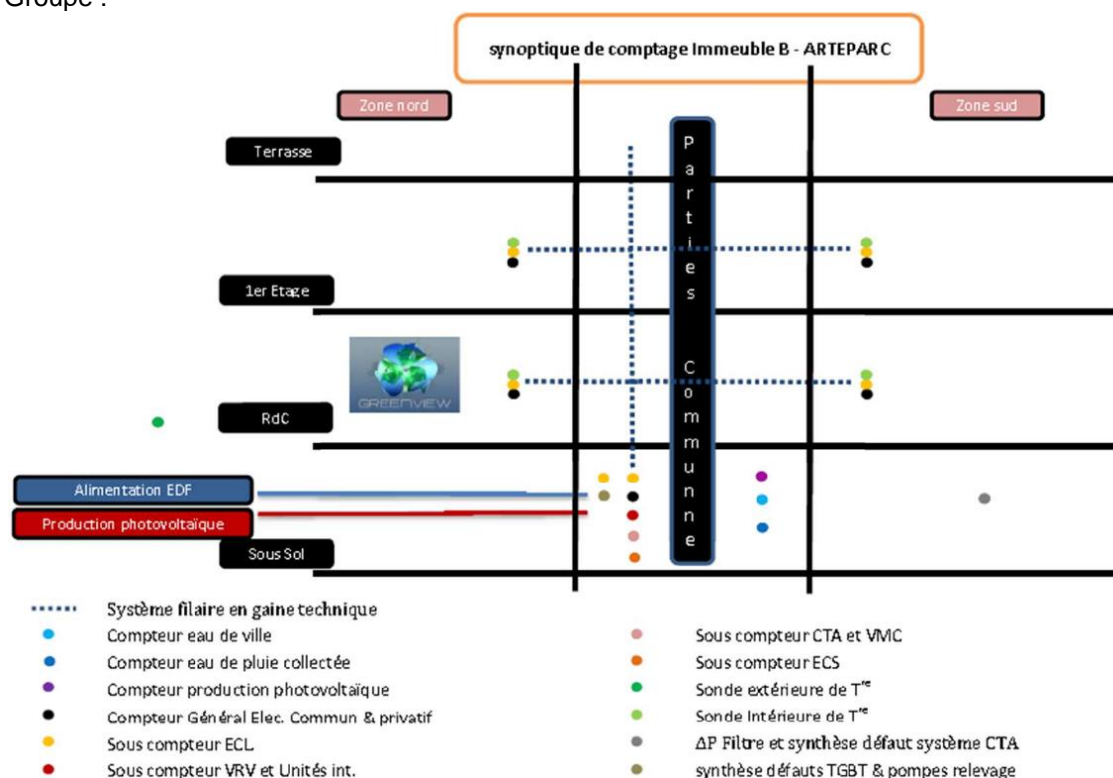 Groupe :
synoptique de comptage Immeuble B - ARTEPARC
Zone nord
Zone sud
Terrasse
Parties Communne
1er Etage
GREENVIEW
RdC
Alimentation EDF
Production photovoltaïque
Sous Sol
Système filaire en gaine technique
Compteur eau de ville
Compteur eau de pluie collectée
Compteur production photovoltaïque
Compteur Général Elec. Commun & privatif
Sous compteur ECL
Sous compteur VRV et Unités int.
Sous compteur CTA et VMC
Sous compteur ECS
Sonde extérieure de T're
Sonde Intérieure de T're
ΔP Filtre et synthèse défaut système CTA
synthèse défauts TGBT & pompes relevage